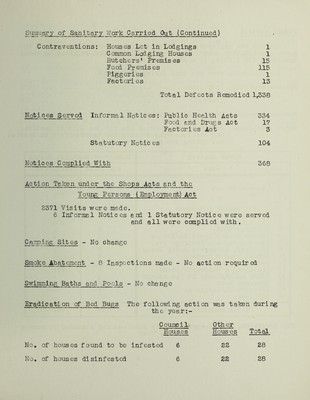 Summary of Sanitary Work Carried Out (Continued)
Contraventions: Houses Let in Lodgings 1
Common Lodging Houses 1
Butchers' Premises 15
Food Premises 115
Piggeries 1
Factories 13
Total Defects Remedied 1,338
Notices Served Informal Notices: Public Health Acts 334
Food and Drugs Act 17
Factories Act 3
Statutory Notices 104
Notices Complied With 368
Action Taken under the Shops Acts and the
Young Persons (Employment) Act
2371 Visits were made.
6 Informal Notices and 1 Statutory Notice were served
and all were complied with.
Camping Sites - No change
Smoke Abatement - 8 Inspections made - No action required
Swimming Baths and Pools - No change
Eradication of Bed Bugs The following action was taken during
the year:-
Council Houses Other Houses Total
No. of houses found to be infested 6 22 28
No. of houses disinfested 6 22 28